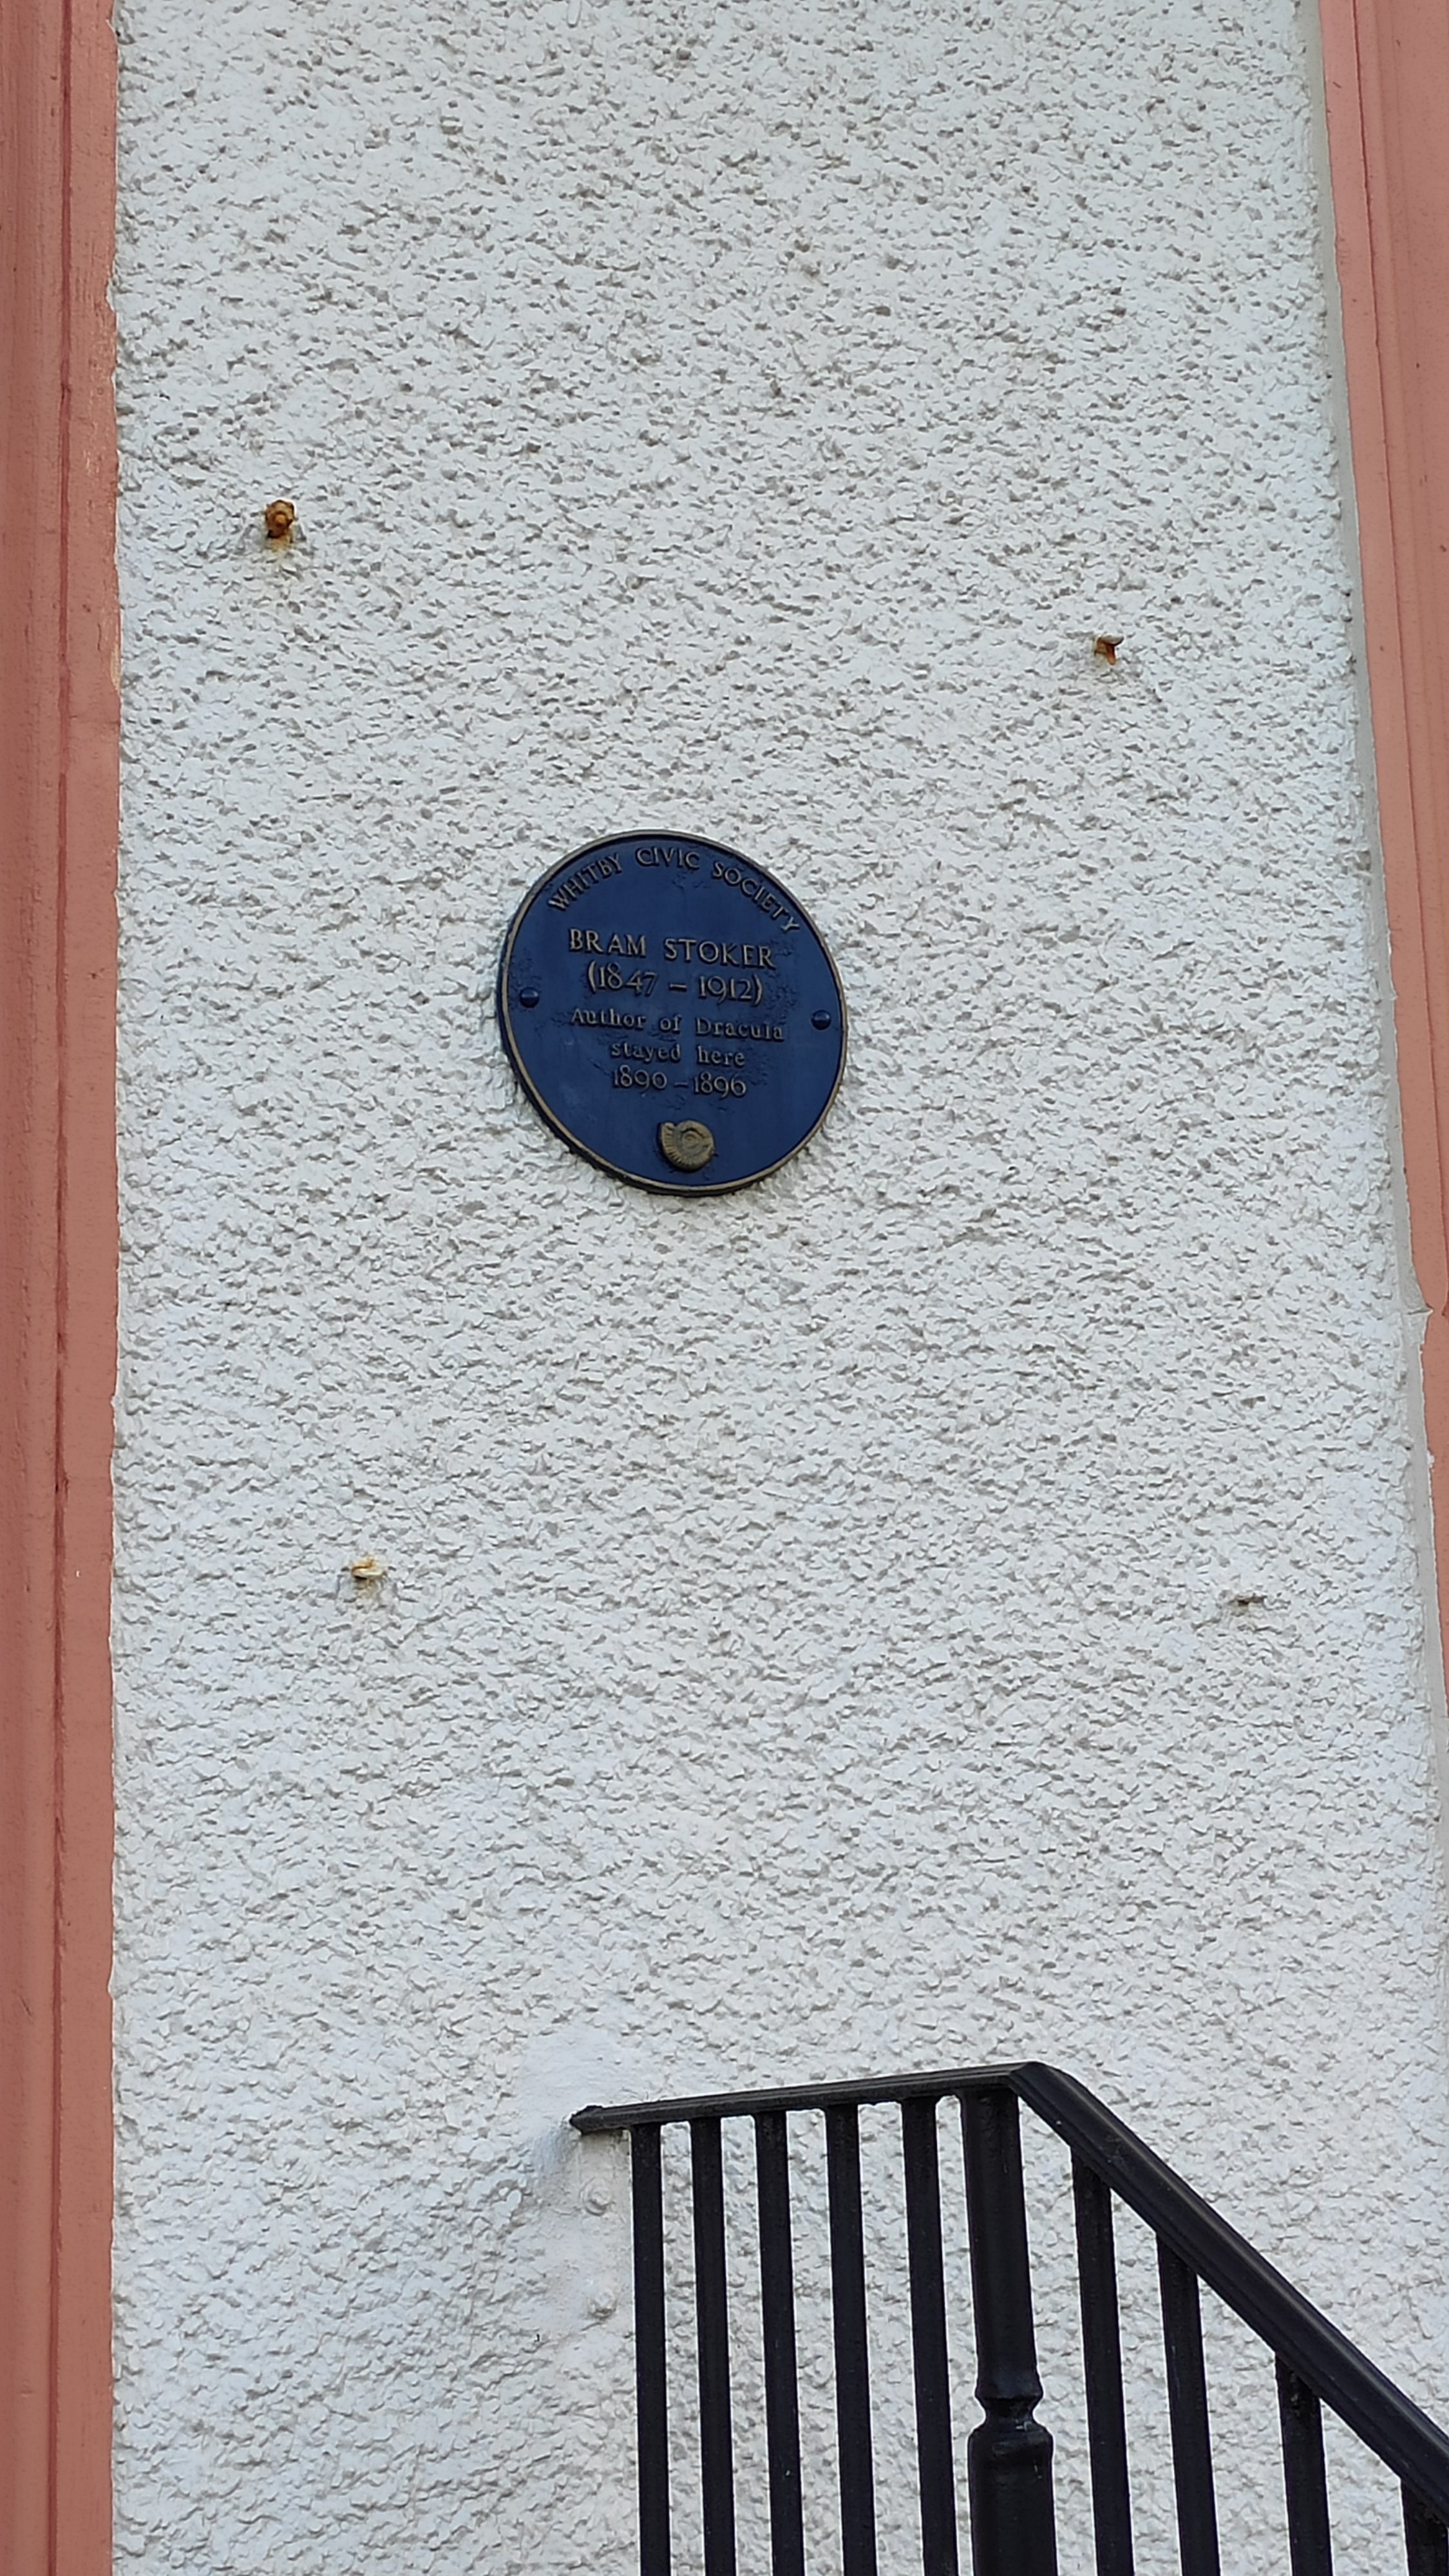 WHITBY CIVIC SOCIETY
BRAM STOKER
(1847 – 1912)
Author of Dracula
stayed here
1890 – 1896